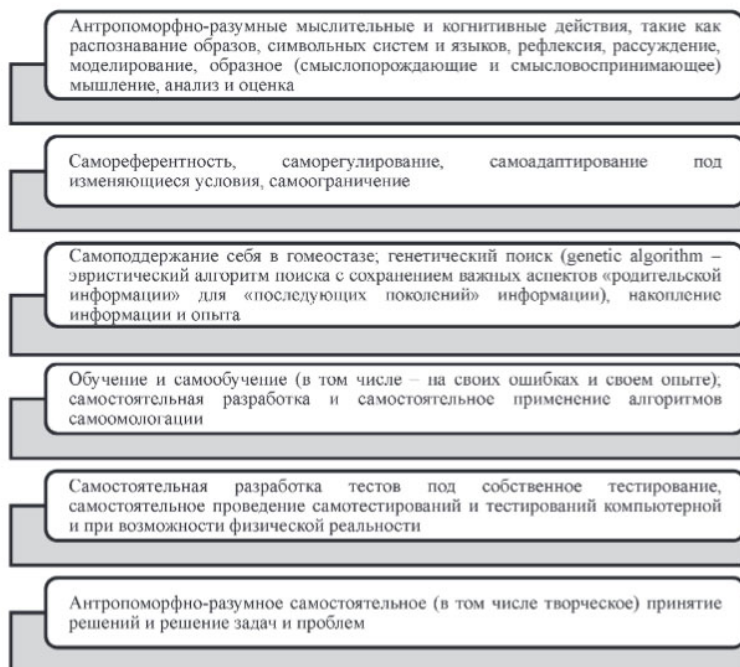 Антропоморфно-разумные мыслительные и когнитивные действия, такие как
распознавание образов, символьных систем и языков, рефлексия, рассуждение,
моделирование, образное (смыслопорождающие и смысловоспринимающее)
мышление, анализ и оценка
Самореферентность, саморегулирование, самоадаптирование под
изменяющиеся условия, самоограничение
Самоподдержание себя в гомеостазе; генетический поиск (genetic algorithm –
эвристический алгоритм поиска с сохранением важных аспектов «родительской
информации» для «последующих поколений» информации), накопление
информации и опыта
Обучение и самообучение (в том числе – на своих ошибках и своем опыте);
самостоятельная разработка и самостоятельное применение алгоритмов
самоомологации
Самостоятельная разработка тестов под собственное тестирование,
самостоятельное проведение самотестирований и тестирований компьютерной
и при возможности физической реальности
Антропоморфно-разумное самостоятельное (в том числе творческое) принятие
решений и решение задач и проблем